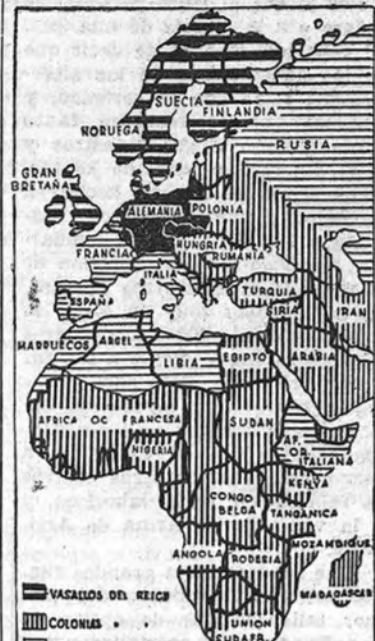 SUECIA
FINLANDIA
NORUEGA
RUSIA
GRAN
BRETAÑA
ALEMANIA
POLONIA
FRANCIA
HUNGRIA
RUMANIA
ITALIA
ESPAÑA
TURQUIA
SIRIA
IRAN
MARRUECOS
ARGEL
LIBIA
EGIPTO
ARABIA
AFRICA OC FRANCESA
SUDAN
NIGERIA
AF.
OR.
ITALIANA
KENYA
CONGO
BELGA
TANGANICA
MOZAMBIQUE
ANGOLA
RODERIA
MADAGASCAR
VASALLOS DEL REICH
COLONIAS
UNION
SUDAFR.